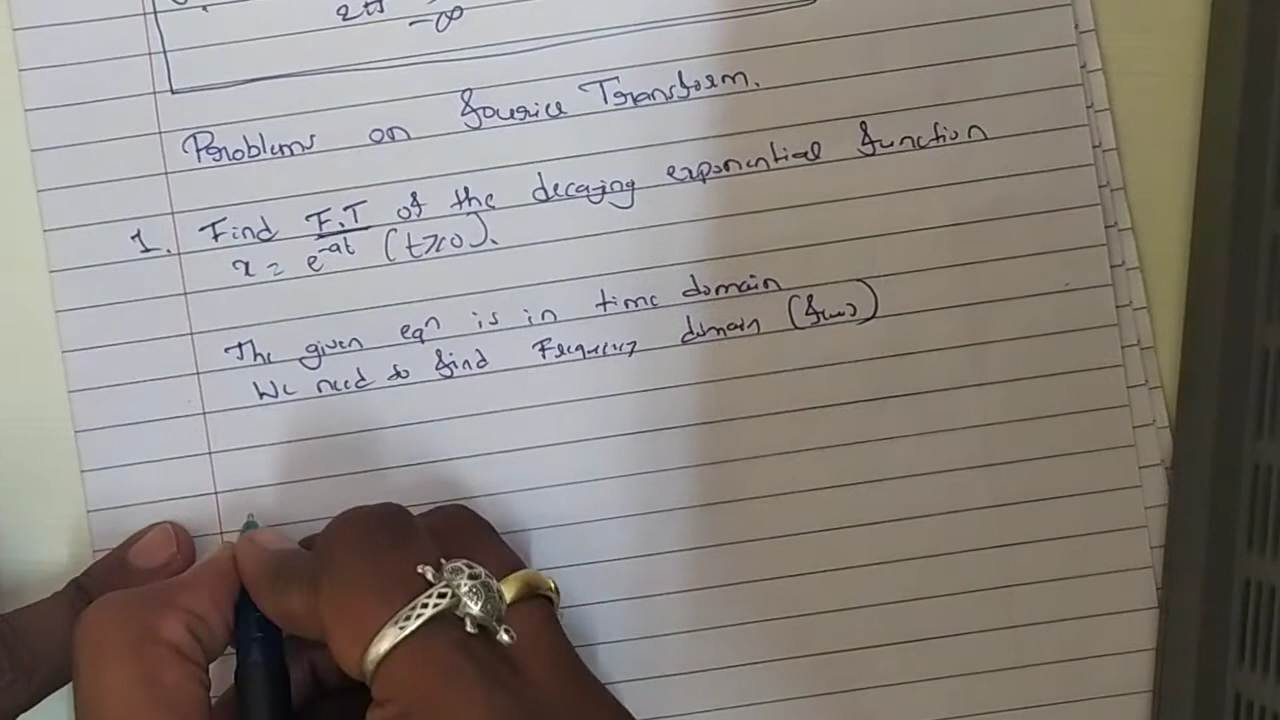 2π -∞
Problems on Fourier Transform.
1. Find F.T of the decaying exponential function
x = e^-at (t>0).
The given eqn is in time domain
We need to find Frequency domain